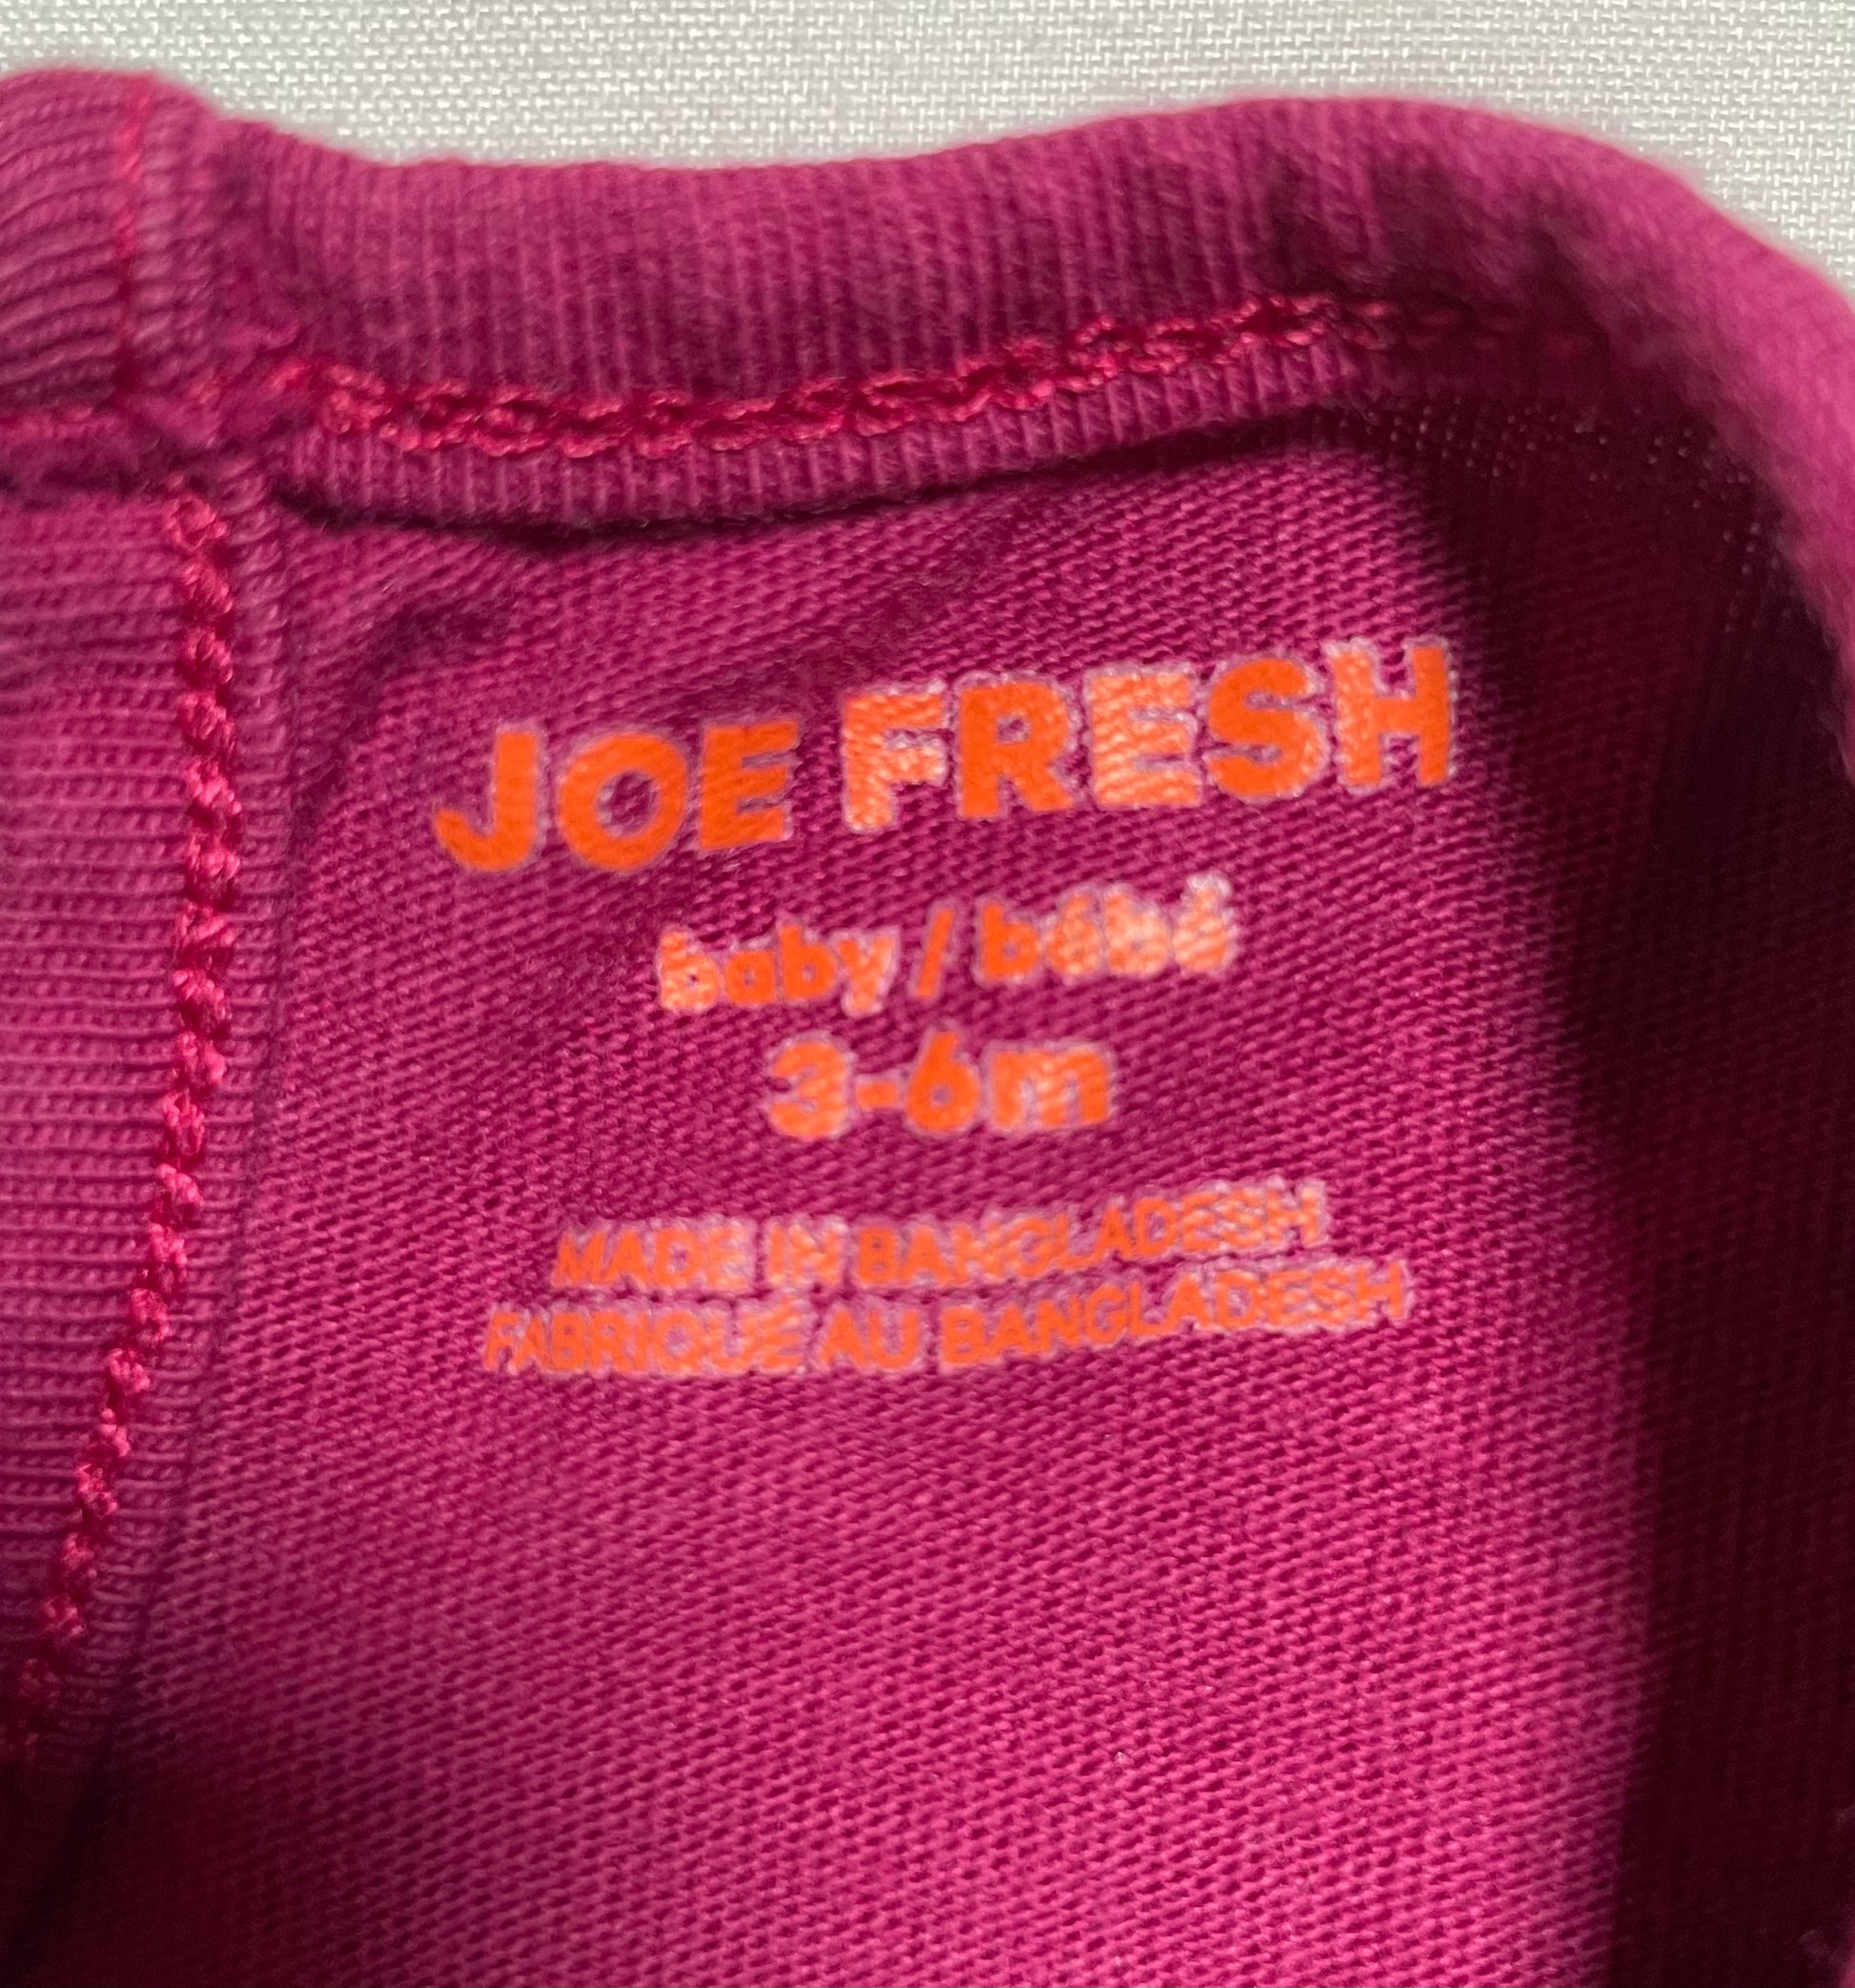 JOE FRESH
baby / bébé
3-6m
MADE IN BANGLADESH
FABRIQUÉ AU BANGLADESH